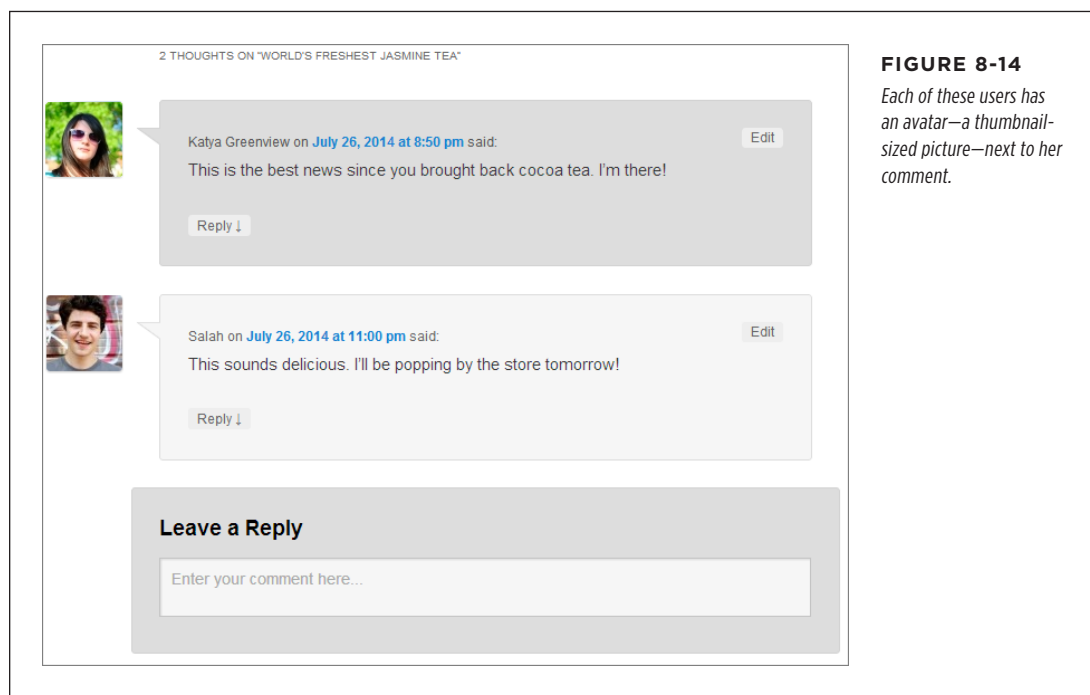 2 THOUGHTS ON "WORLD'S FRESHEST JASMINE TEA"
Katya Greenview on July 26, 2014 at 8:50 pm said:
Edit
This is the best news since you brought back cocoa tea. I'm there!
Reply ↓
Salah on July 26, 2014 at 11:00 pm said:
Edit
This sounds delicious. I'll be popping by the store tomorrow!
Reply ↓
Leave a Reply
Enter your comment here...
FIGURE 8-14
Each of these users has
an avatar—a thumbnail-
sized picture—next to her
comment.